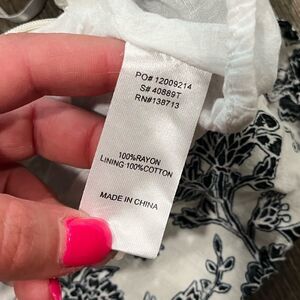 PO# 12009214
S# 40889T
RN#138713
100%RAYON
LINING 100%COTTON
MADE IN CHINA